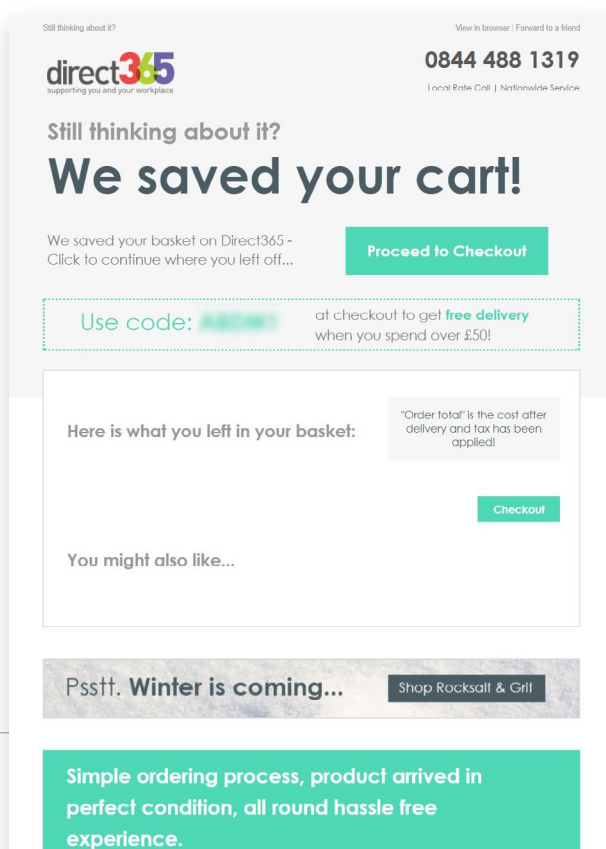 Still thinking about it?
View in browser | Forward to a friend
direct365
supporting you and your workplace
0844 488 1319
Local Rate Call | Nationwide Service
Still thinking about it?
We saved your cart!
We saved your basket on Direct365 -
Click to continue where you left off...
Proceed to Checkout
Use code:
at checkout to get free delivery
when you spend over £50!
Here is what you left in your basket:
"Order total" is the cost after
delivery and tax has been
applied!
Checkout
You might also like...
Psstt. Winter is coming...
Shop Rocksalt & Grit
Simple ordering process, product arrived in
perfect condition, all round hassle free
experience.